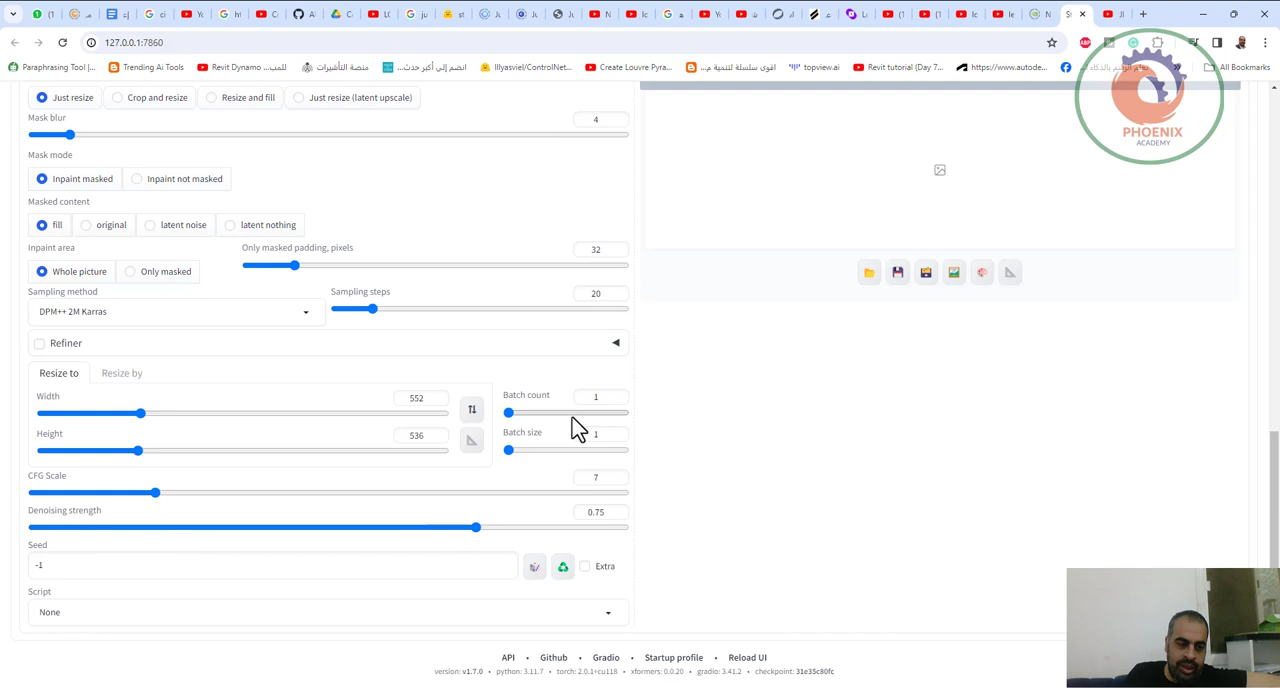 127.0.0.1:7860
Paraphrasing Tool |...
Trending Ai Tools
Revit Dynamo ...للمب
منصة التأشيرات
...مدونة حدث
lllyasviel/ControlNet...
Create Louvre Pyra...
...اقوى سلسلة لتنمية م
topview.ai
Revit tutorial (Day 7...
https://www.autode...
All Bookmarks
PHOENIX
ACADEMY
Just resize
Crop and resize
Resize and fill
Just resize (latent upscale)
Mask blur
4
Mask mode
Inpaint masked
Inpaint not masked
Masked content
fill
original
latent noise
latent nothing
Inpaint area
Only masked padding, pixels
32
Whole picture
Only masked
Sampling method
Sampling steps
20
DPM++ 2M Karras
Refiner
Resize to
Resize by
Width
552
Batch count
1
Height
536
Batch size
1
CFG Scale
7
Denoising strength
0.75
Seed
-1
Extra
Script
None
API • Github • Gradio • Startup profile • Reload UI
version: v1.7.0 • python: 3.11.7 • torch: 2.0.1+cu118 • xformers: 0.0.20 • gradio: 3.41.2 • checkpoint: 31e35c80fc